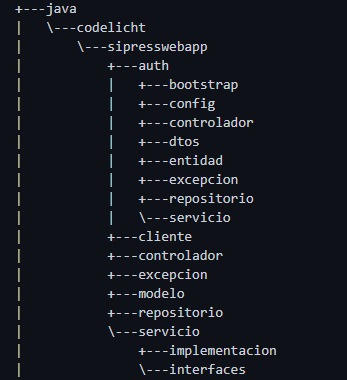 +---java
|   \---codelicht
|       \---sipresswebapp
|           +---auth
|           |   +---bootstrap
|           |   +---config
|           |   +---controlador
|           |   +---dtos
|           |   +---entidad
|           |   +---excepcion
|           |   +---repositorio
|           |   \---servicio
|           +---cliente
|           +---controlador
|           +---excepcion
|           +---modelo
|           +---repositorio
|           \---servicio
|               +---implementacion
|               \---interfaces